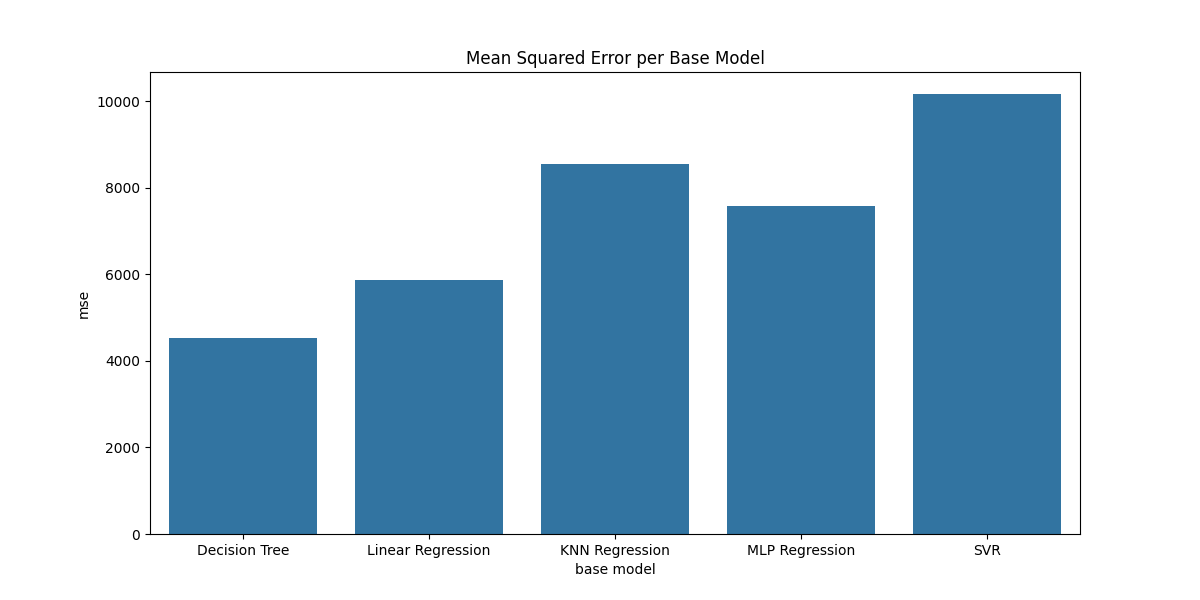 Mean Squared Error per Base Model
10000
8000
6000
4000
2000
0
mse
Decision Tree
Linear Regression
KNN Regression
MLP Regression
SVR
base model